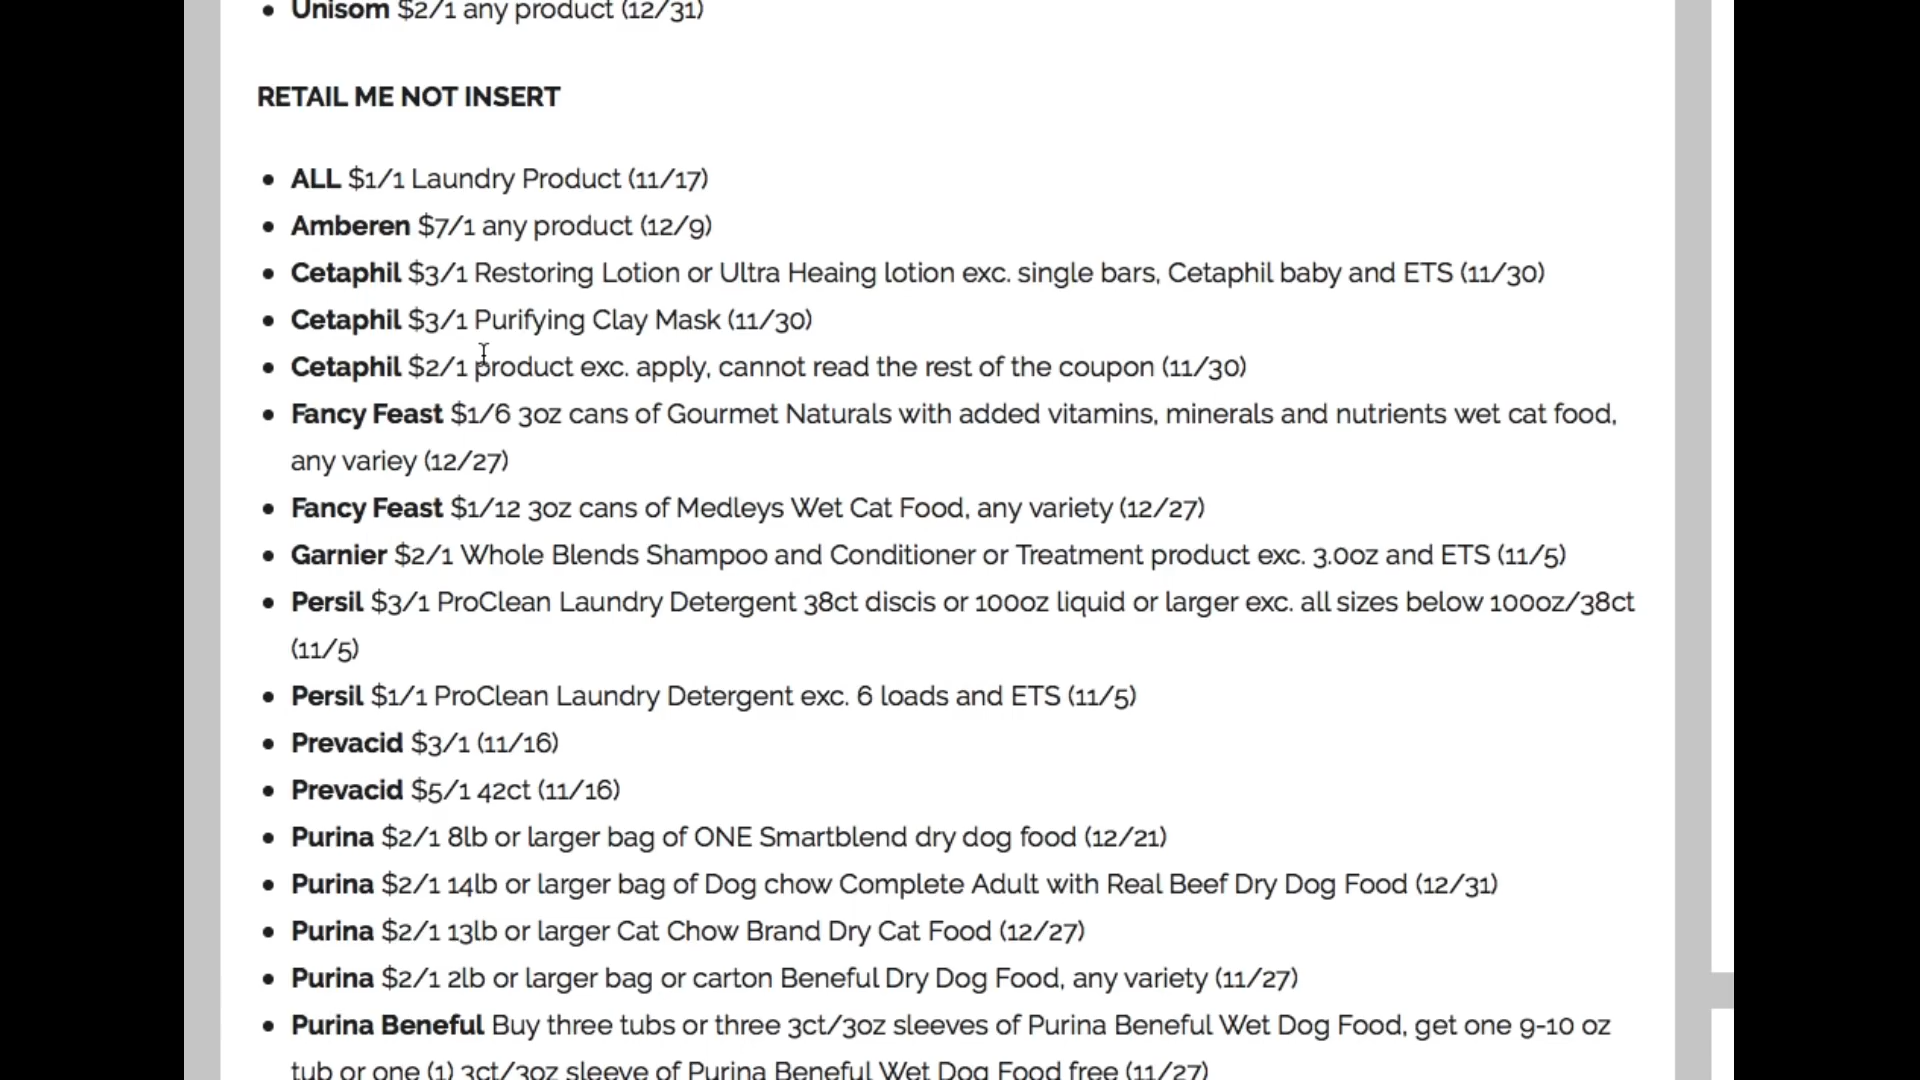 • Unisom $2/1 any product (12/31)
RETAIL ME NOT INSERT
• ALL $1/1 Laundry Product (11/17)
• Amberen $7/1 any product (12/9)
• Cetaphil $3/1 Restoring Lotion or Ultra Heaing lotion exc. single bars, Cetaphil baby and ETS (11/30)
• Cetaphil $3/1 Purifying Clay Mask (11/30)
• Cetaphil $2/1 product exc. apply, cannot read the rest of the coupon (11/30)
• Fancy Feast $1/6 3oz cans of Gourmet Naturals with added vitamins, minerals and nutrients wet cat food,
any variey (12/27)
• Fancy Feast $1/12 3oz cans of Medleys Wet Cat Food, any variety (12/27)
• Garnier $2/1 Whole Blends Shampoo and Conditioner or Treatment product exc. 3.0oz and ETS (11/5)
• Persil $3/1 ProClean Laundry Detergent 38ct discis or 100oz liquid or larger exc. all sizes below 100oz/38ct
(11/5)
• Persil $1/1 ProClean Laundry Detergent exc. 6 loads and ETS (11/5)
• Prevacid $3/1 (11/16)
• Prevacid $5/1 42ct (11/16)
• Purina $2/1 8lb or larger bag of ONE Smartblend dry dog food (12/21)
• Purina $2/1 14lb or larger bag of Dog chow Complete Adult with Real Beef Dry Dog Food (12/31)
• Purina $2/1 13lb or larger Cat Chow Brand Dry Cat Food (12/27)
• Purina $2/1 2lb or larger bag or carton Beneful Dry Dog Food, any variety (11/27)
• Purina Beneful Buy three tubs or three 3ct/3oz sleeves of Purina Beneful Wet Dog Food, get one 9-10 oz
tub or one (1) 3ct/3oz sleeve of Purina Beneful Wet Dog Food free (11/27)